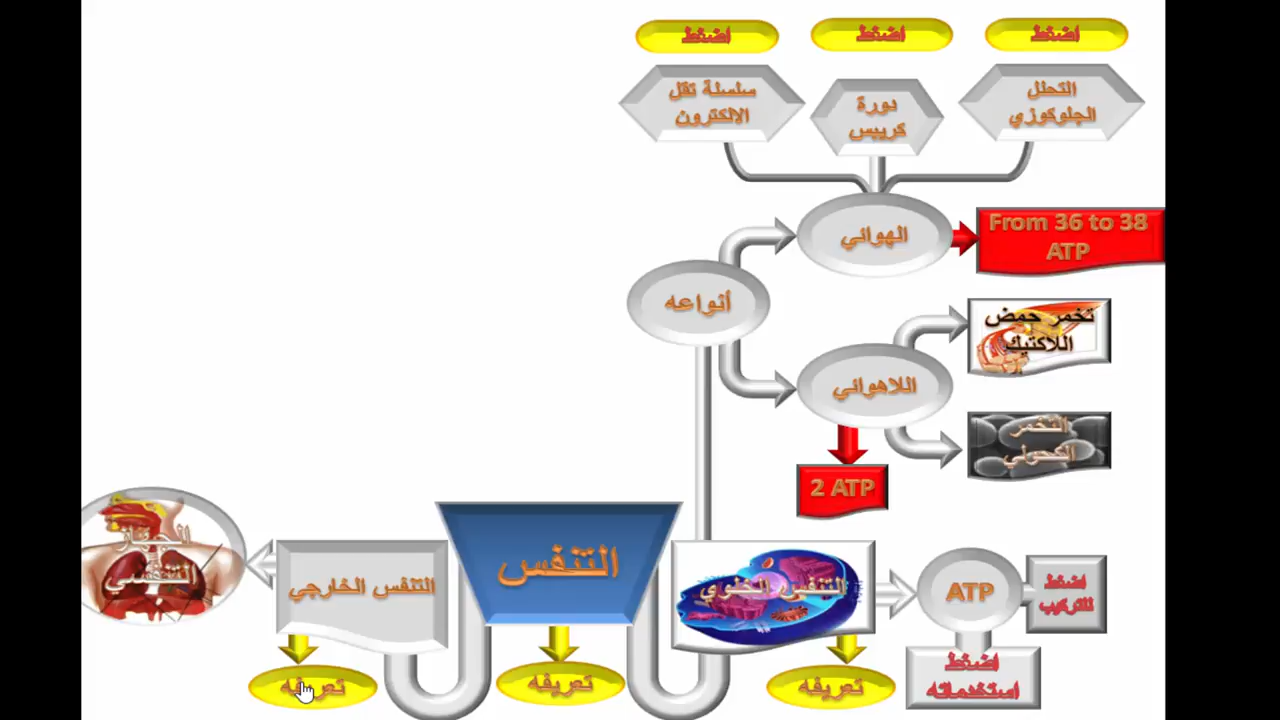 اضغط
اضغط
اضغط
التحلل
الجلوكوزي
دورة
كريبس
سلسلة نقل
الالكترون
From 36 to 38
ATP
الهوائي
أنواعه
تخمر حمض
اللاكتيك
اللاهوائي
التخمر
الكحولي
2 ATP
التنفس
التنفس الخلوي
ATP
اضغط
للتركيب
اضغط
استخدماته
التنفس الخارجي
الجهاز
التنفسي
تعريفه
تعريفه
تعريفه